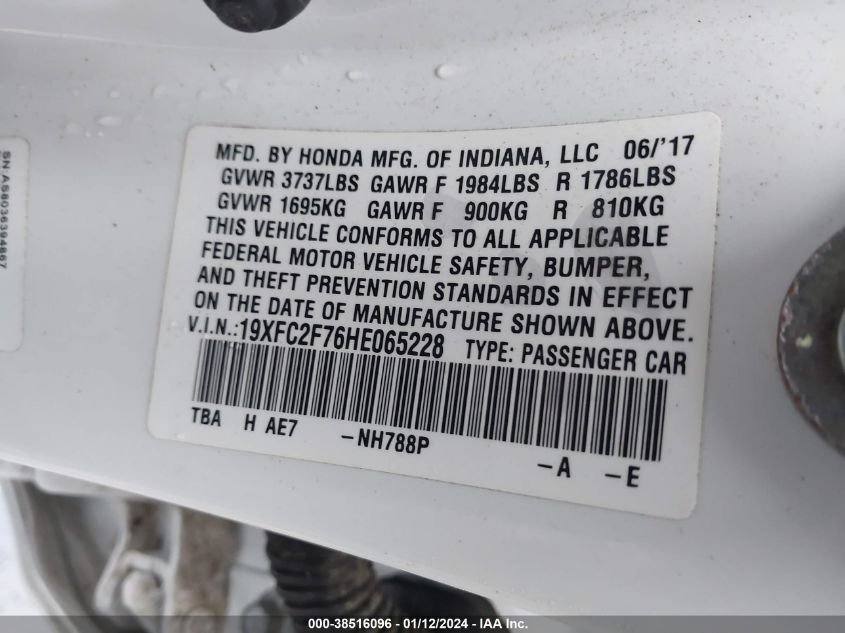 MFD. BY HONDA MFG. OF INDIANA, LLC 06/'17
GVWR 3737LBS GAWR F 1984LBS R 1786LBS
GVWR 1695KG GAWR F 900KG R 810KG
THIS VEHICLE CONFORMS TO ALL APPLICABLE
FEDERAL MOTOR VEHICLE SAFETY, BUMPER,
AND THEFT PREVENTION STANDARDS IN EFFECT
ON THE DATE OF MANUFACTURE SHOWN ABOVE.
V.I.N.:19XFC2F76HE065228 TYPE: PASSENGER CAR
TBA H AE7 -NH788P -A -E
SN:AS8036394867
000-38516096 - 01/12/2024 - IAA Inc.